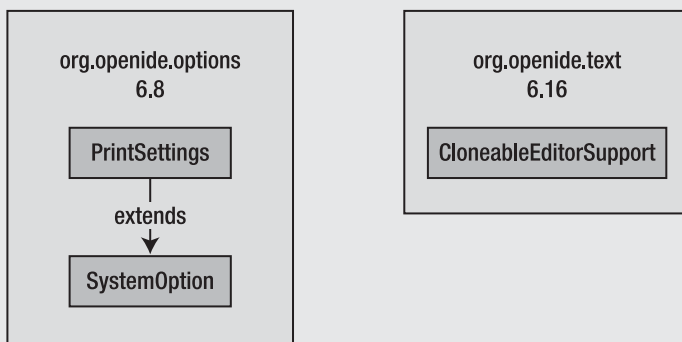 org.openide.options
6.8
PrintSettings
extends
SystemOption
org.openide.text
6.16
CloneableEditorSupport